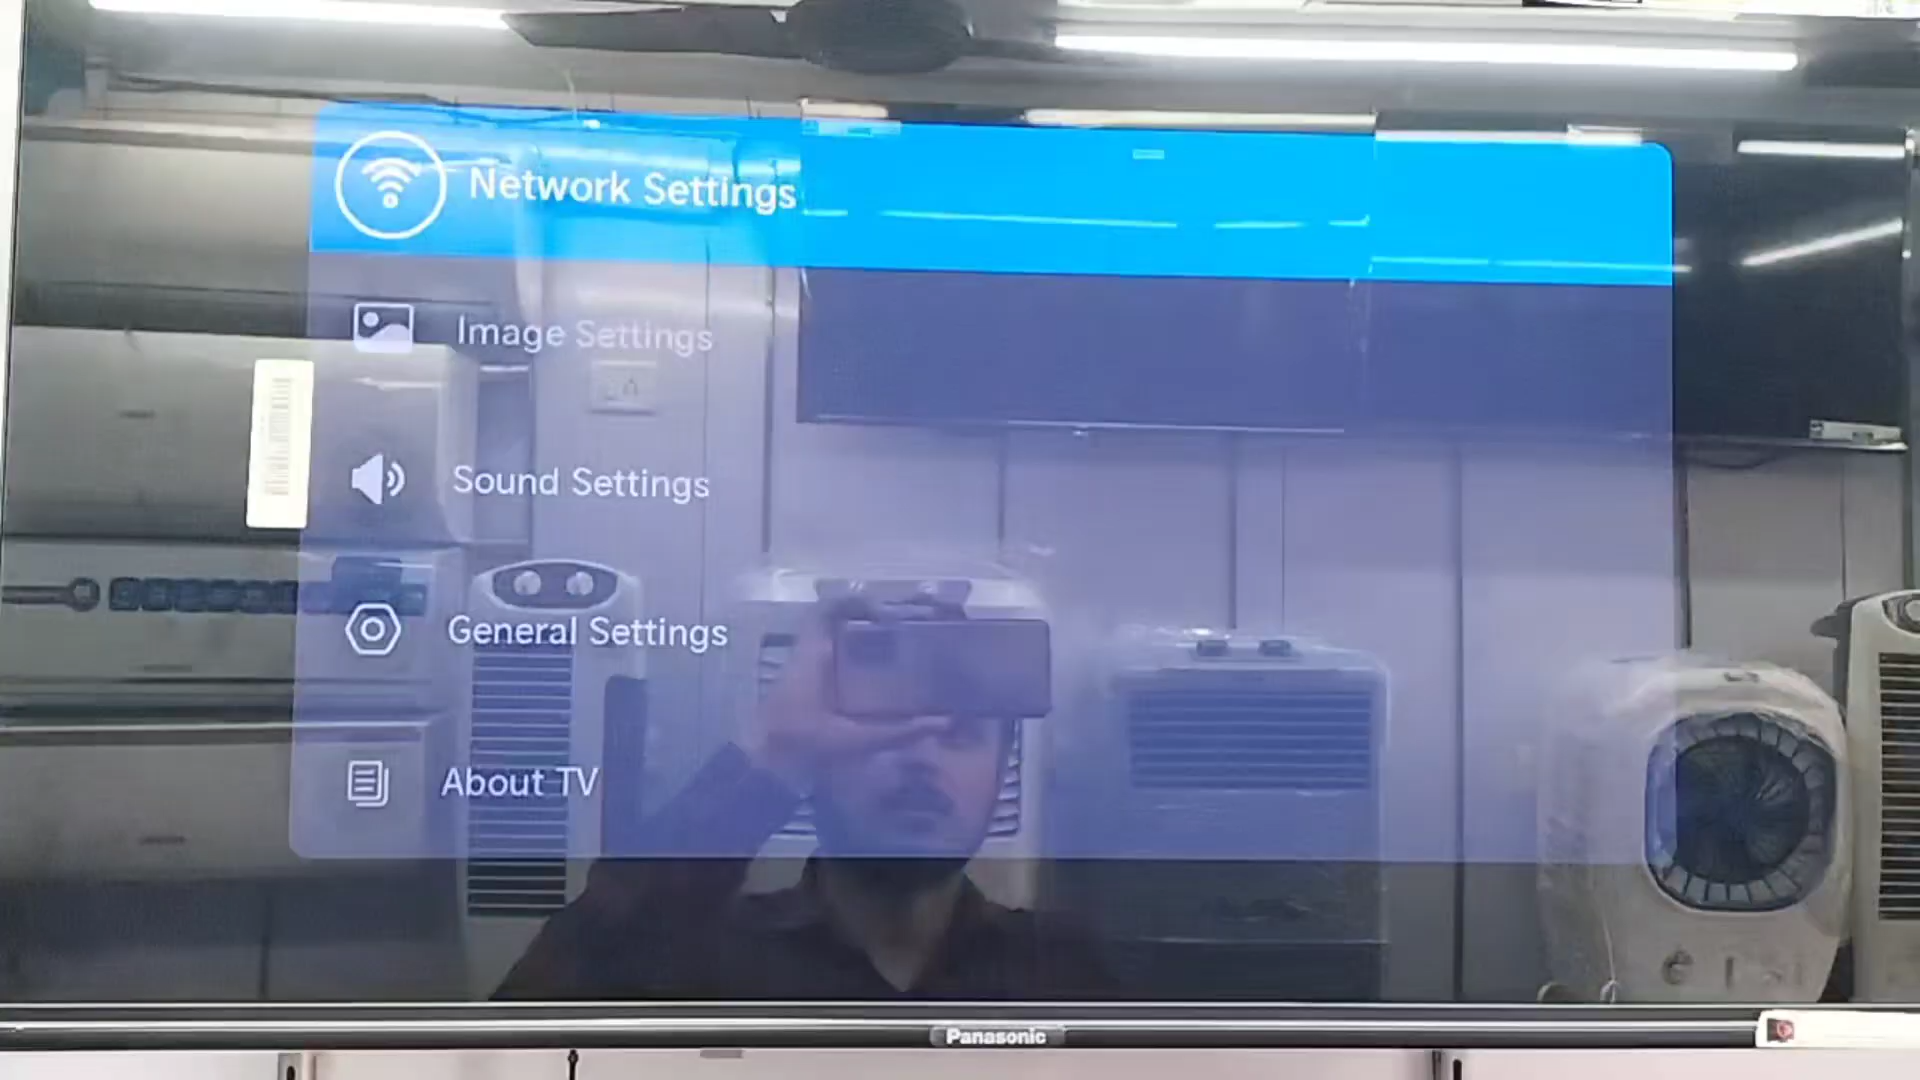 Network Settings
Image Settings
Sound Settings
General Settings
About TV
Panasonic